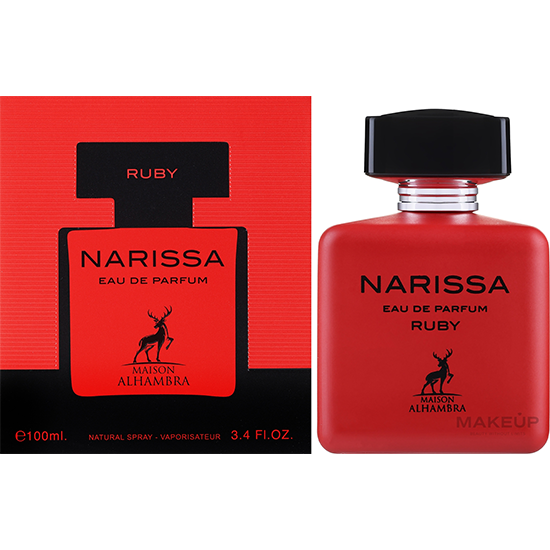 RUBY
NARISSA
EAU DE PARFUM
MAISON
ALHAMBRA
℮100ml. NATURAL SPRAY - VAPORISATEUR 3.4 Fl.OZ.
NARISSA
EAU DE PARFUM
RUBY
MAISON
ALHAMBRA
MAKEUP